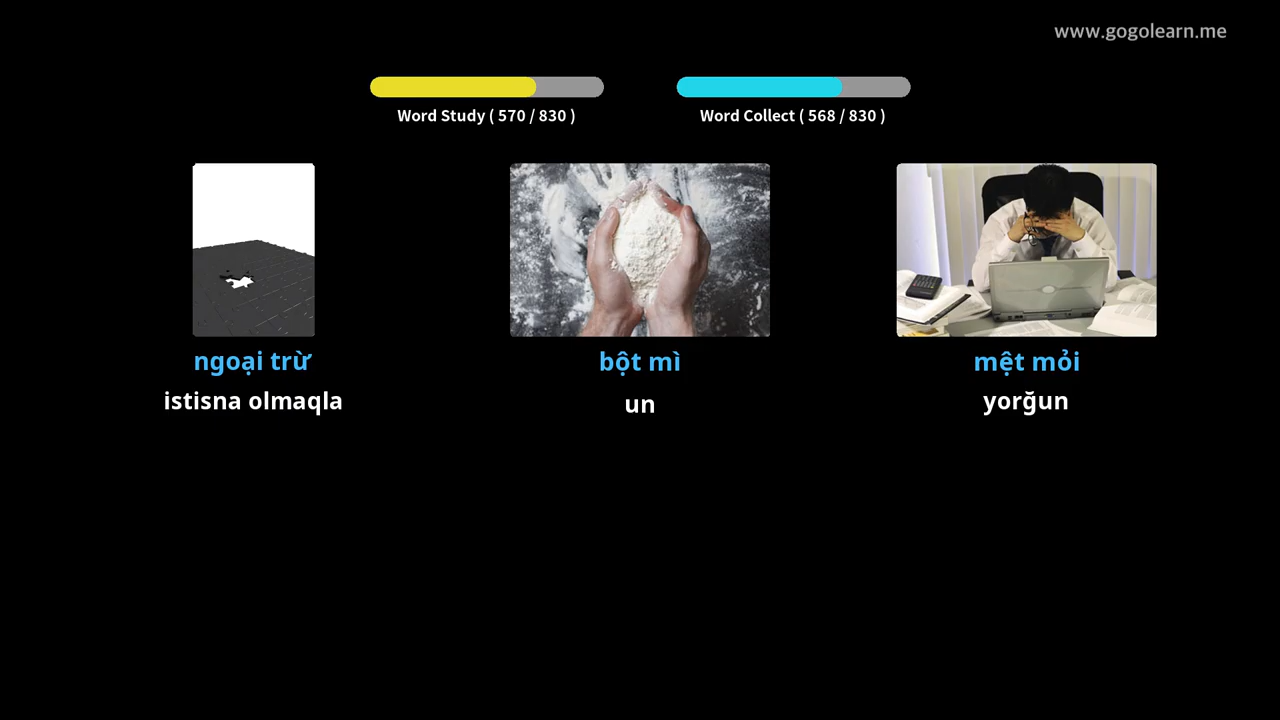 www.gogolearn.me
Word Study ( 570 / 830 )
Word Collect ( 568 / 830 )
ngoại trừ
istisna olmaqla
bột mì
un
mệt mỏi
yorğun